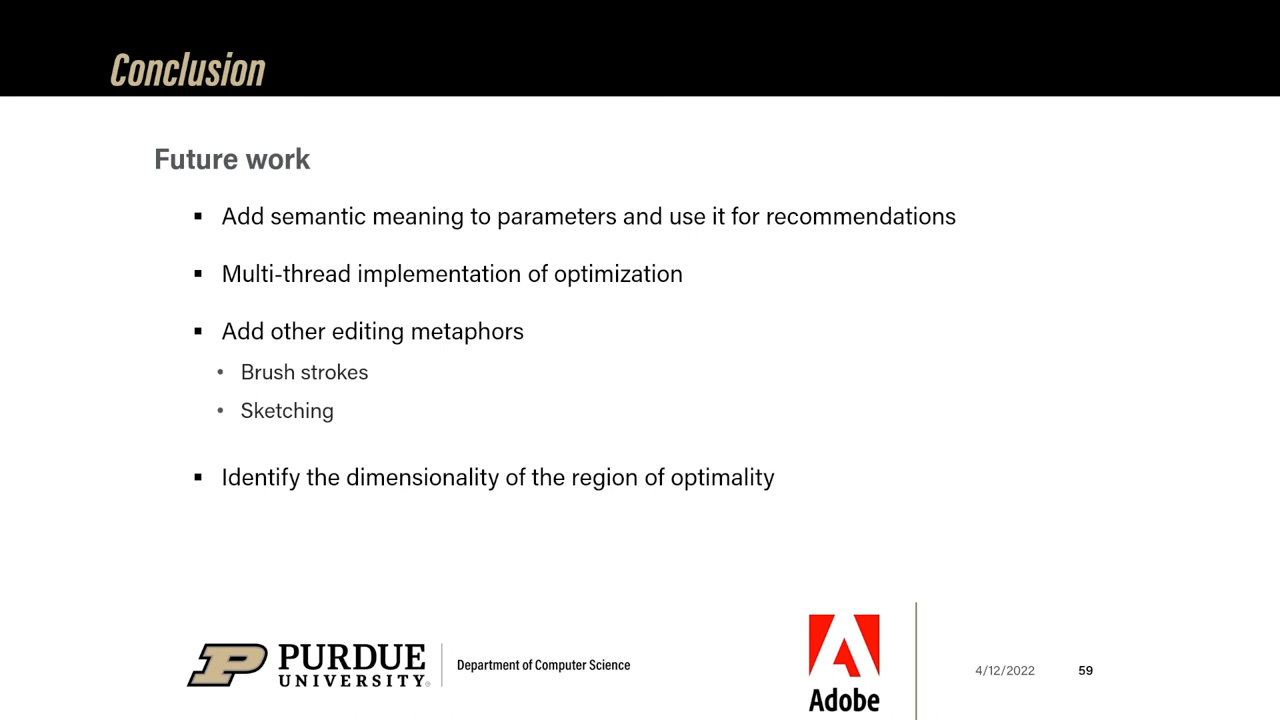 Conclusion
Future work
▪ Add semantic meaning to parameters and use it for recommendations
▪ Multi-thread implementation of optimization
▪ Add other editing metaphors
• Brush strokes
• Sketching
▪ Identify the dimensionality of the region of optimality
PURDUE
UNIVERSITY®
Department of Computer Science
Adobe
4/12/2022
59